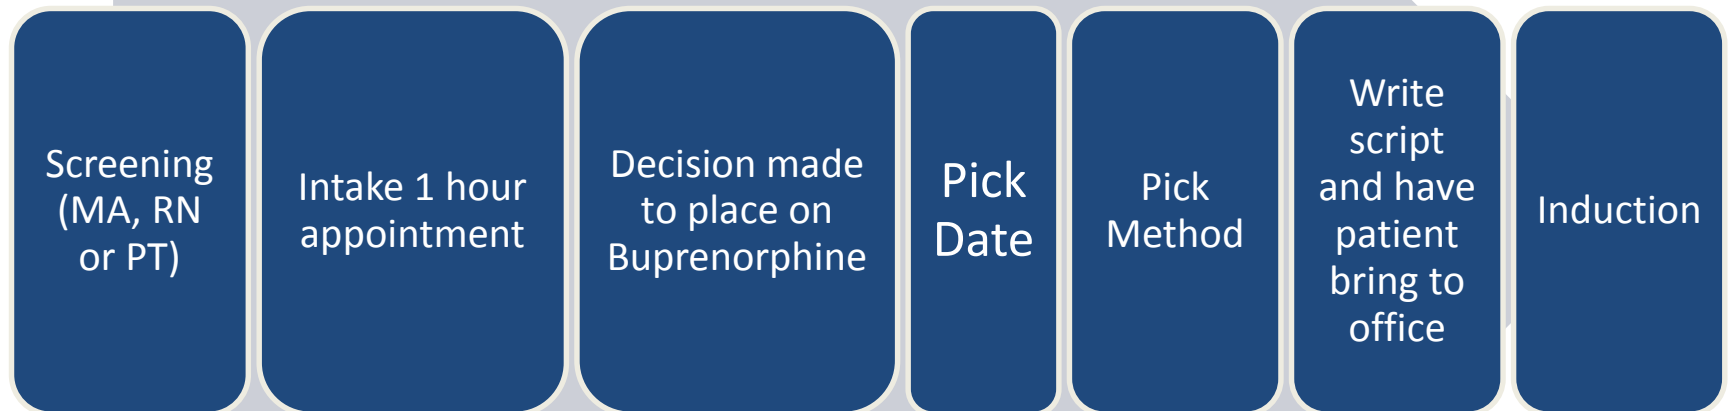 Screening
(MA, RN
or PT)
Intake 1 hour
appointment
Decision made
to place on
Buprenorphine
Pick
Date
Pick
Method
Write
script
and have
patient
bring to
office
Induction